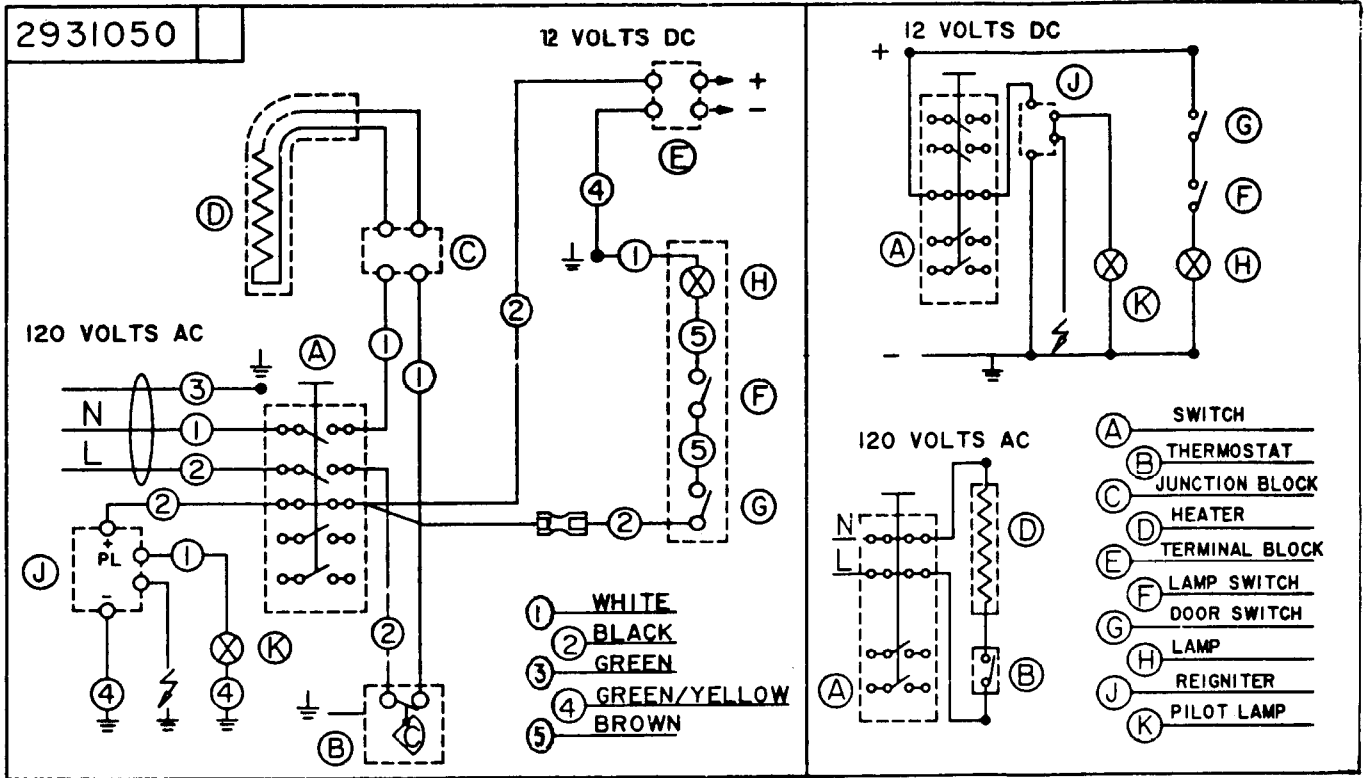 2931050
12 VOLTS DC
+
-
E
D
C
4
1
H
2
5
F
5
G
120 VOLTS AC
A
1
1
3
N
1
L
2
2
2
J
+
PL
-
1
K
4
4
2
B
C
1 WHITE
2 BLACK
3 GREEN
4 GREEN/YELLOW
5 BROWN
12 VOLTS DC
+
J
G
F
A
H
K
-
120 VOLTS AC
N
L
D
A
B
A SWITCH
B THERMOSTAT
C JUNCTION BLOCK
D HEATER
E TERMINAL BLOCK
F LAMP SWITCH
G DOOR SWITCH
H LAMP
J REIGNITER
K PILOT LAMP